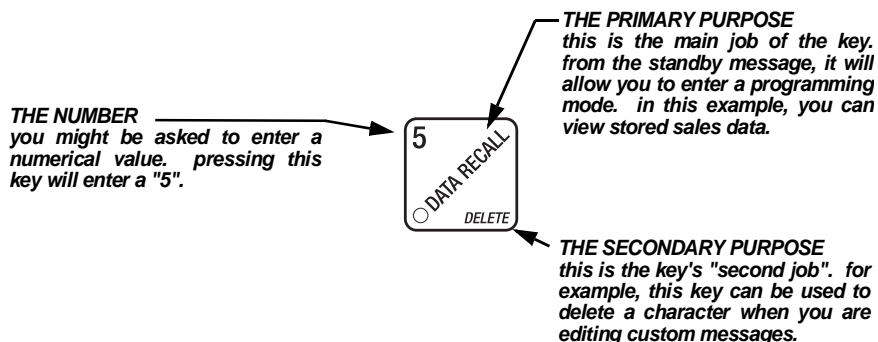 THE PRIMARY PURPOSE
this is the main job of the key.
from the standby message, it will
allow you to enter a programming
mode. in this example, you can
view stored sales data.
THE NUMBER
you might be asked to enter a
numerical value. pressing this
key will enter a "5".
5
DATA RECALL
DELETE
THE SECONDARY PURPOSE
this is the key's "second job". for
example, this key can be used to
delete a character when you are
editing custom messages.